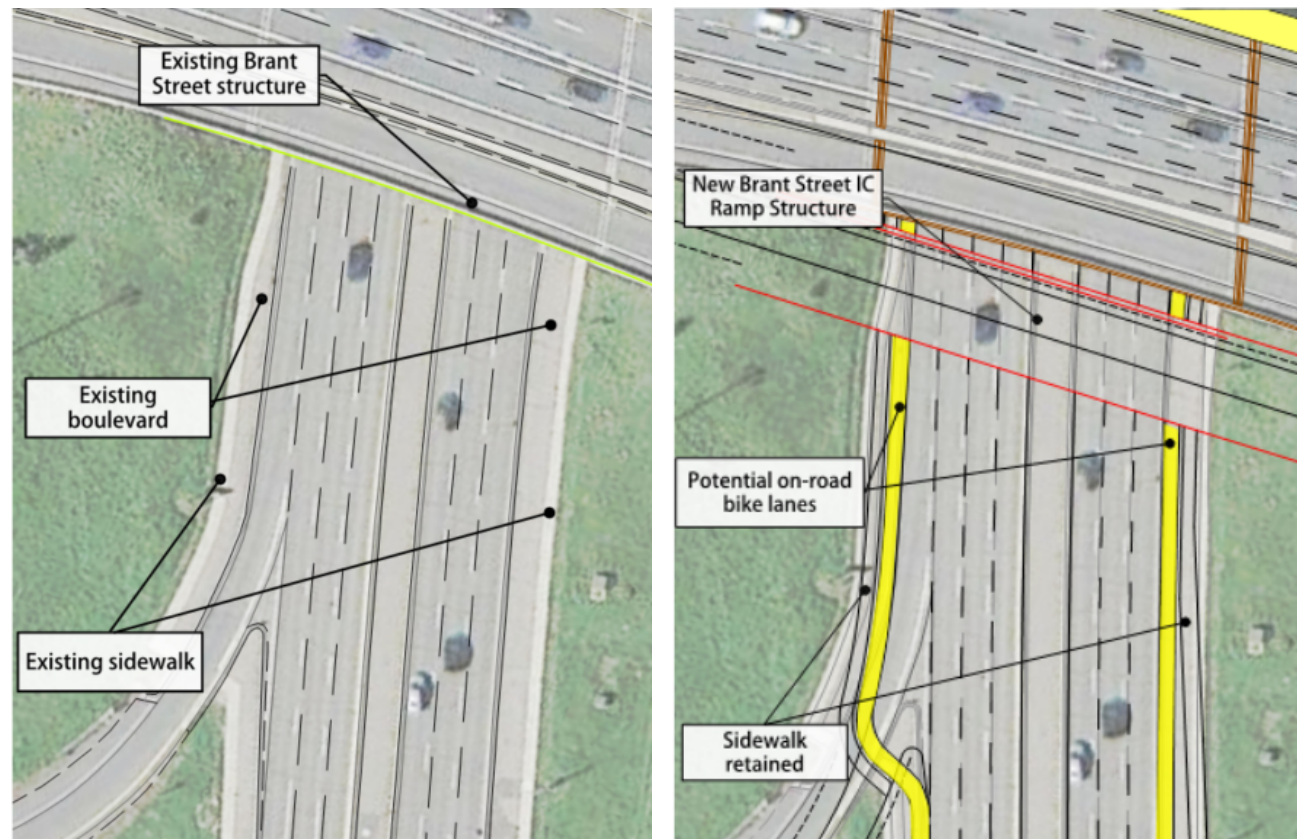 Existing Brant
Street structure
Existing
boulevard
Existing sidewalk
New Brant Street IC
Ramp Structure
Potential on-road
bike lanes
Sidewalk
retained